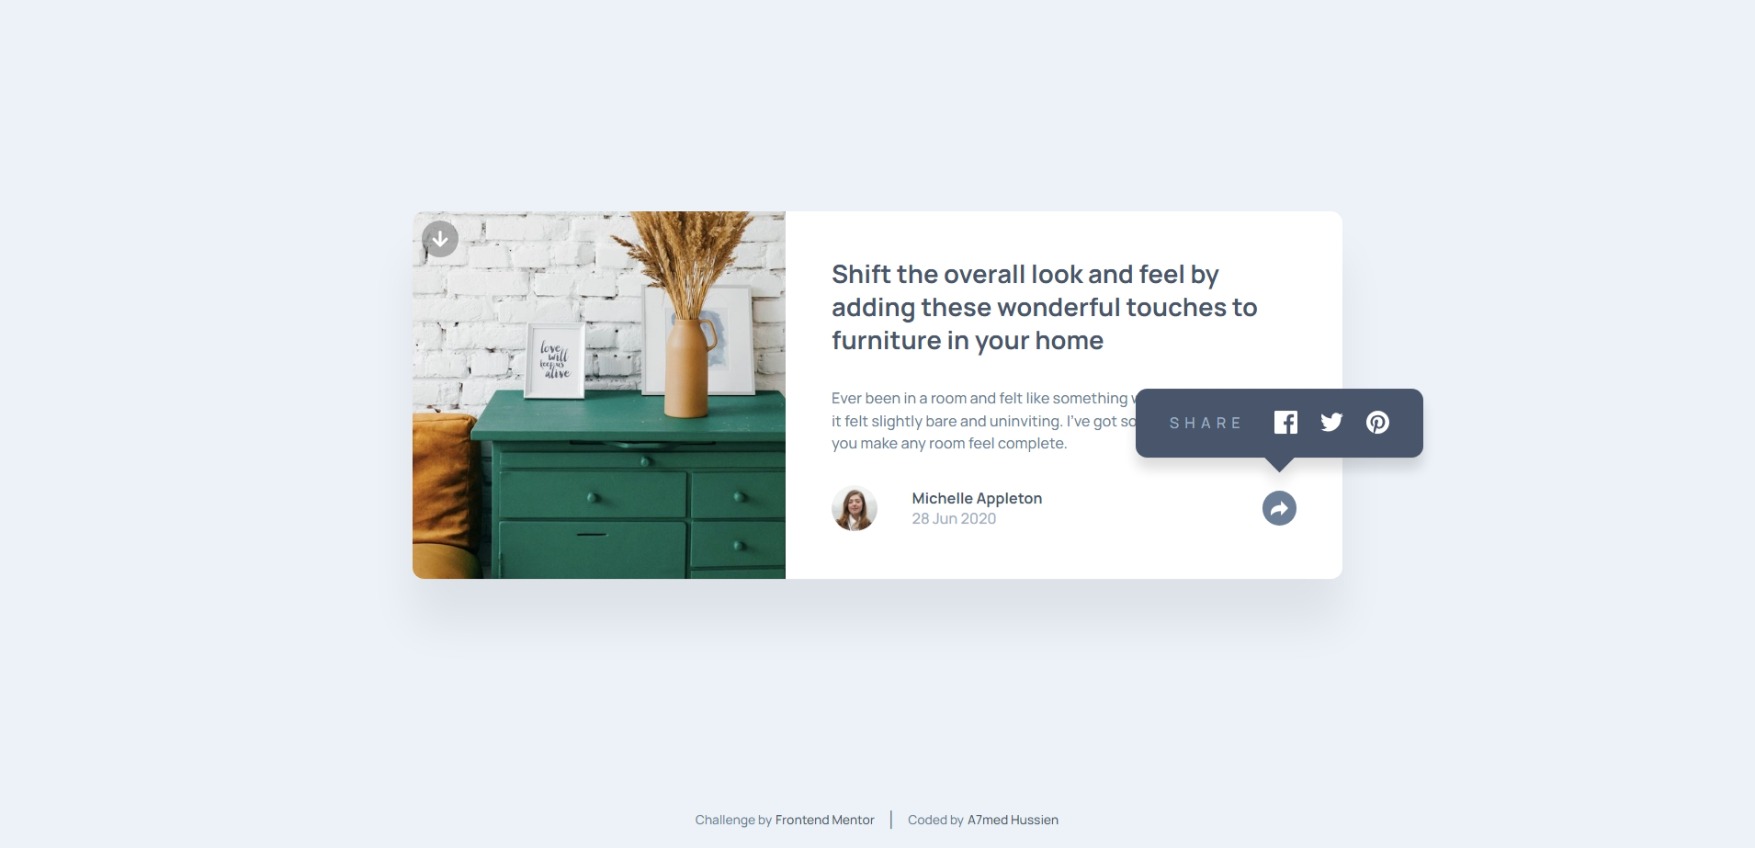 love
will
keep us
alive
Shift the overall look and feel by
adding these wonderful touches to
furniture in your home
Ever been in a room and felt like something
it felt slightly bare and uninviting. I've got
you make any room feel complete.
SHARE
Michelle Appleton
28 Jun 2020
Challenge by Frontend Mentor | Coded by A7med Hussien